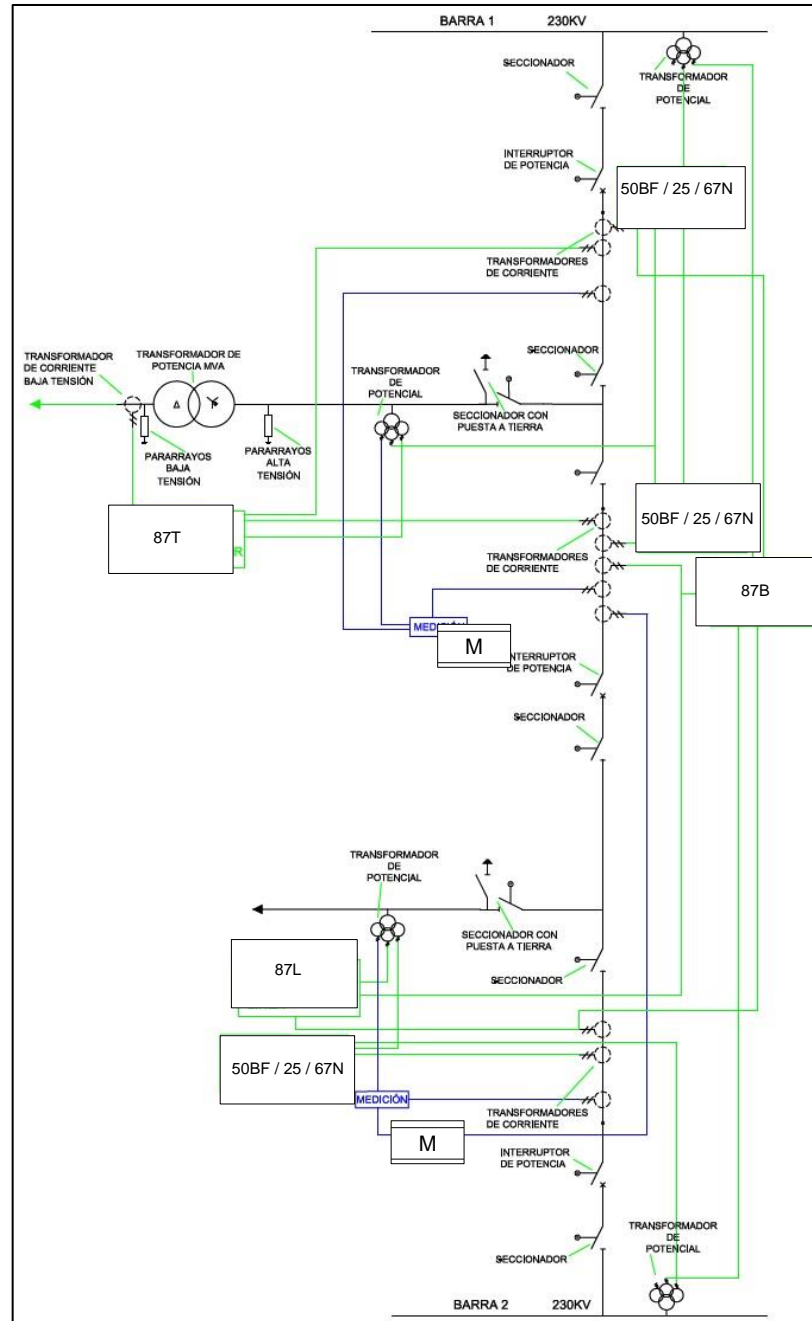 BARRA 1 230KV
SECCIONADOR
TRANSFORMADOR
DE
POTENCIAL
INTERRUPTOR
DE POTENCIA
50BF / 25 / 67N
TRANSFORMADORES
DE CORRIENTE
TRANSFORMADOR
DE CORRIENTE
BAJA TENSIÓN
TRANSFORMADOR DE
POTENCIA MVA
TRANSFORMADOR
DE
POTENCIAL
SECCIONADOR
Δ
SECCIONADOR CON
PUESTA A TIERRA
PARARRAYOS
BAJA
TENSIÓN
PARARRAYOS
ALTA
TENSIÓN
87T
R
50BF / 25 / 67N
TRANSFORMADORES
DE CORRIENTE
87B
M
INTERRUPTOR
DE POTENCIA
SECCIONADOR
TRANSFORMADOR
DE
POTENCIAL
SECCIONADOR CON
PUESTA A TIERRA
87L
SECCIONADOR
50BF / 25 / 67N
MEDICIÓN
TRANSFORMADORES
DE CORRIENTE
M
INTERRUPTOR
DE POTENCIA
TRANSFORMADOR
DE
POTENCIAL
SECCIONADOR
BARRA 2 230KV